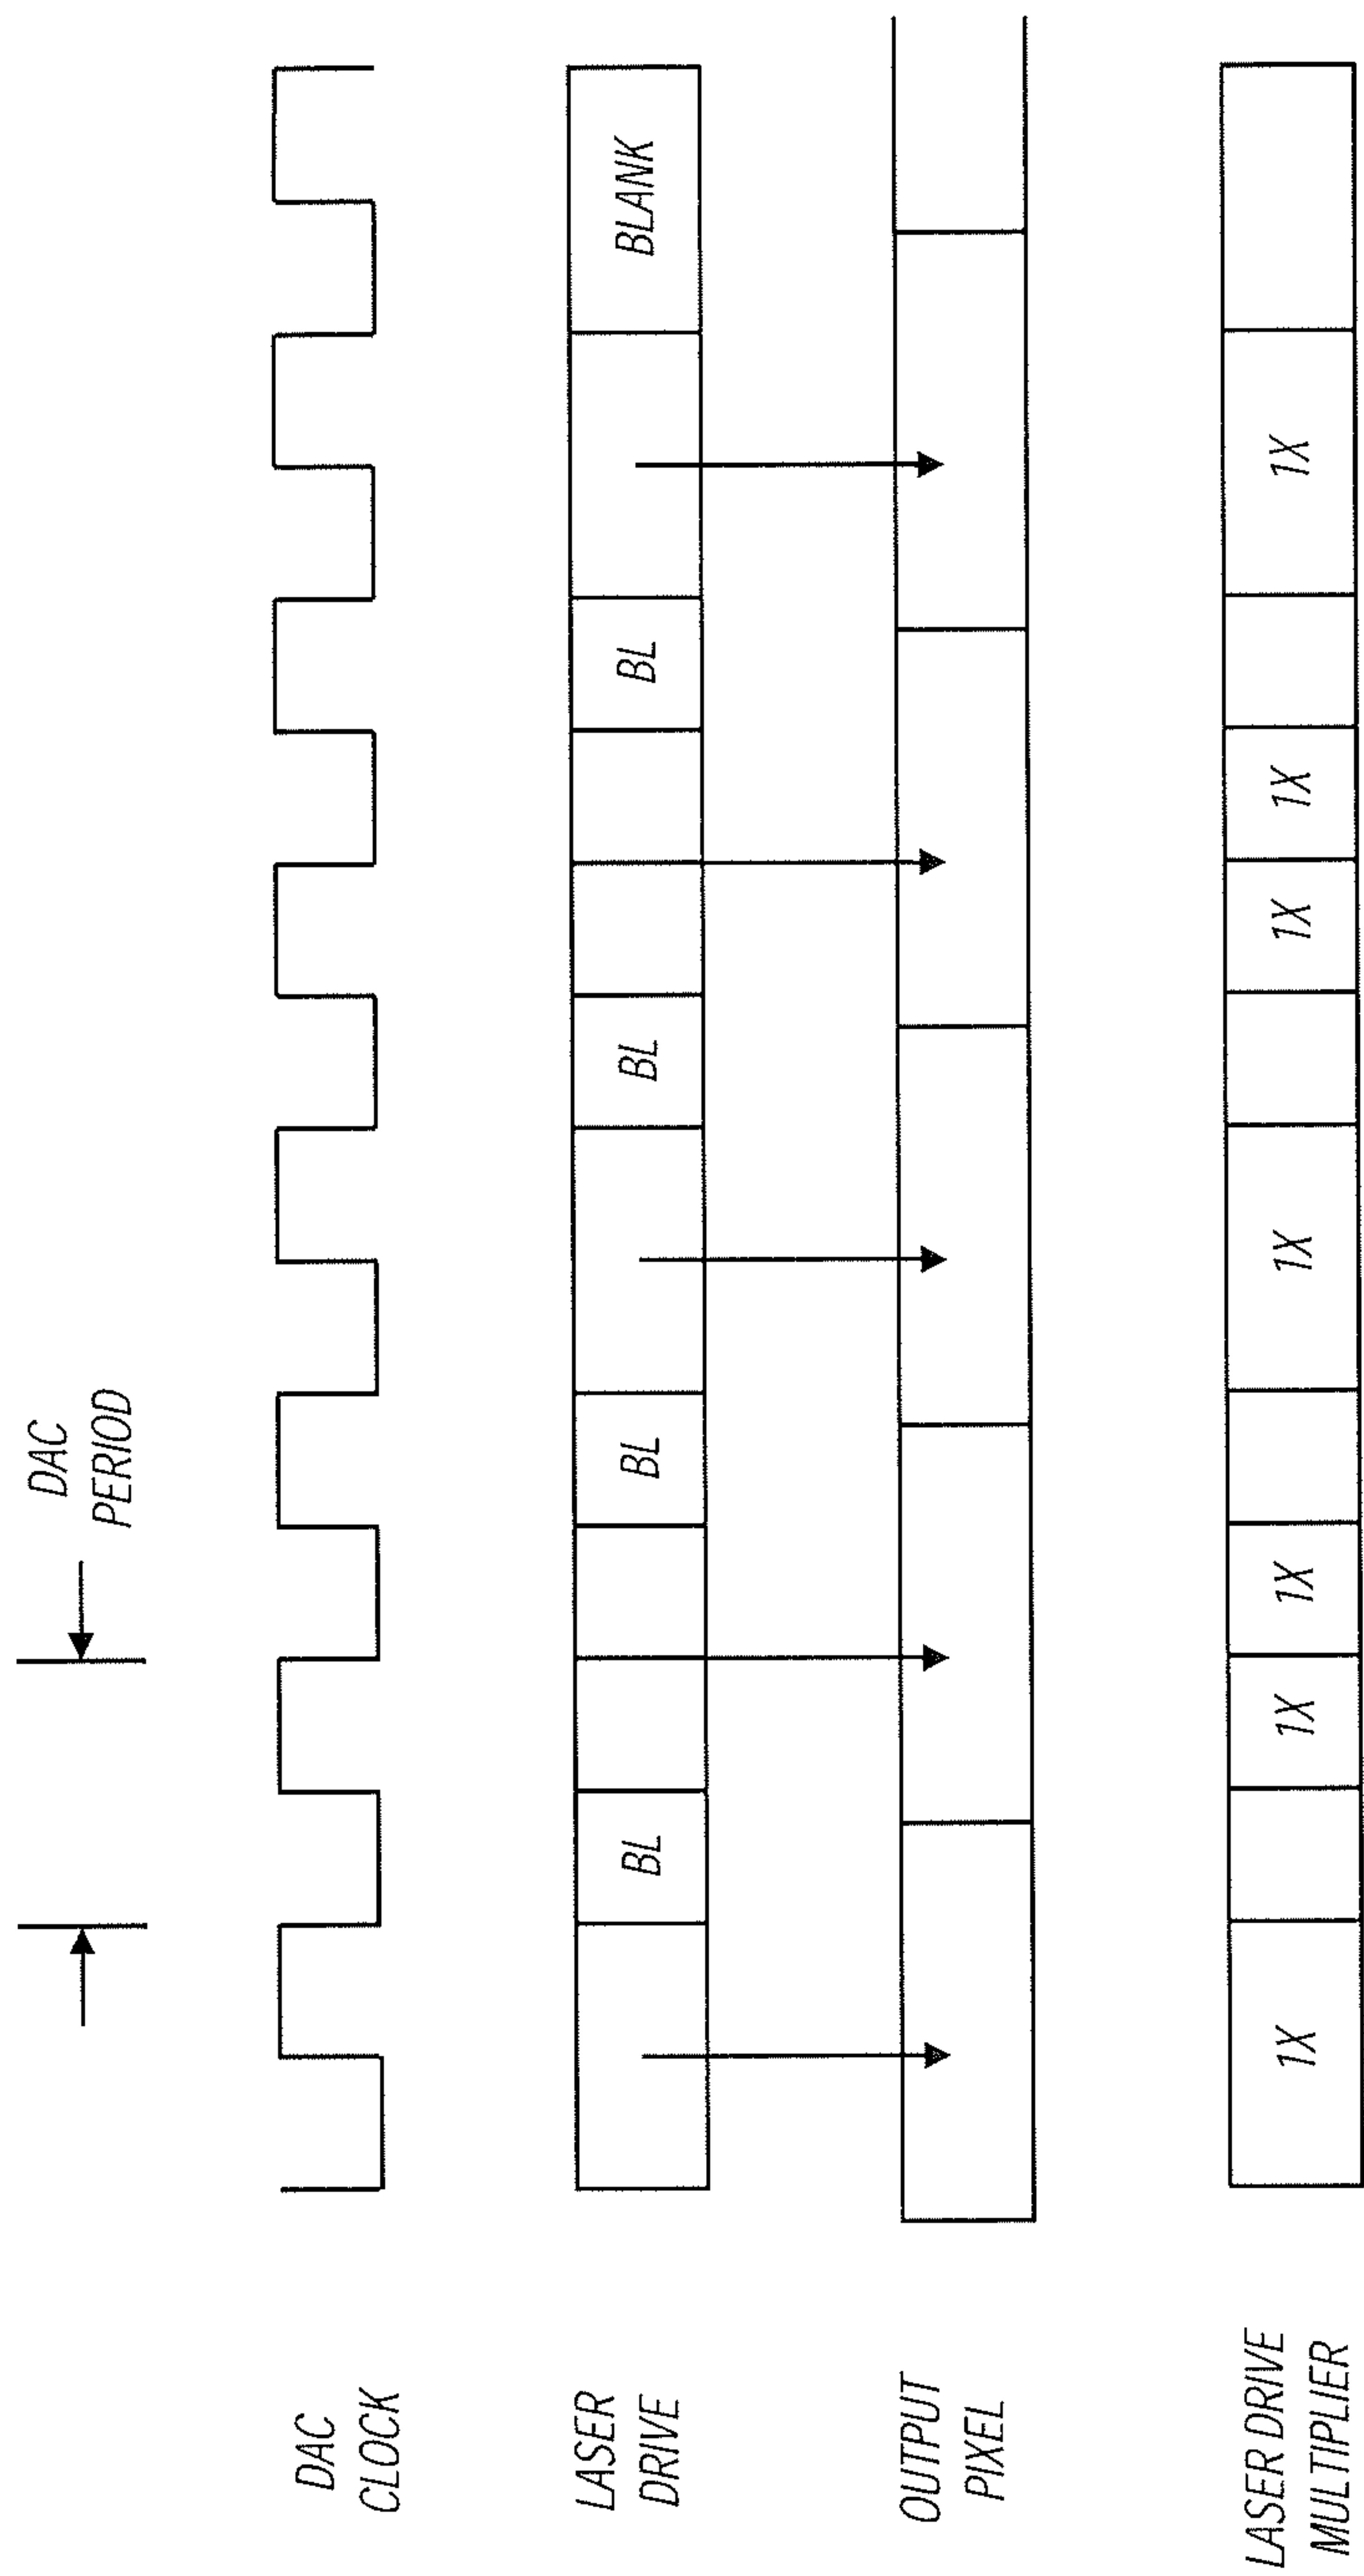 DAC
PERIOD
DAC
CLOCK
LASER
DRIVE
BL
BL
BL
BL
BLANK
OUTPUT
PIXEL
LASER DRIVE
MULTIPLIER
1X
1X
1X
1X
1X
1X
1X